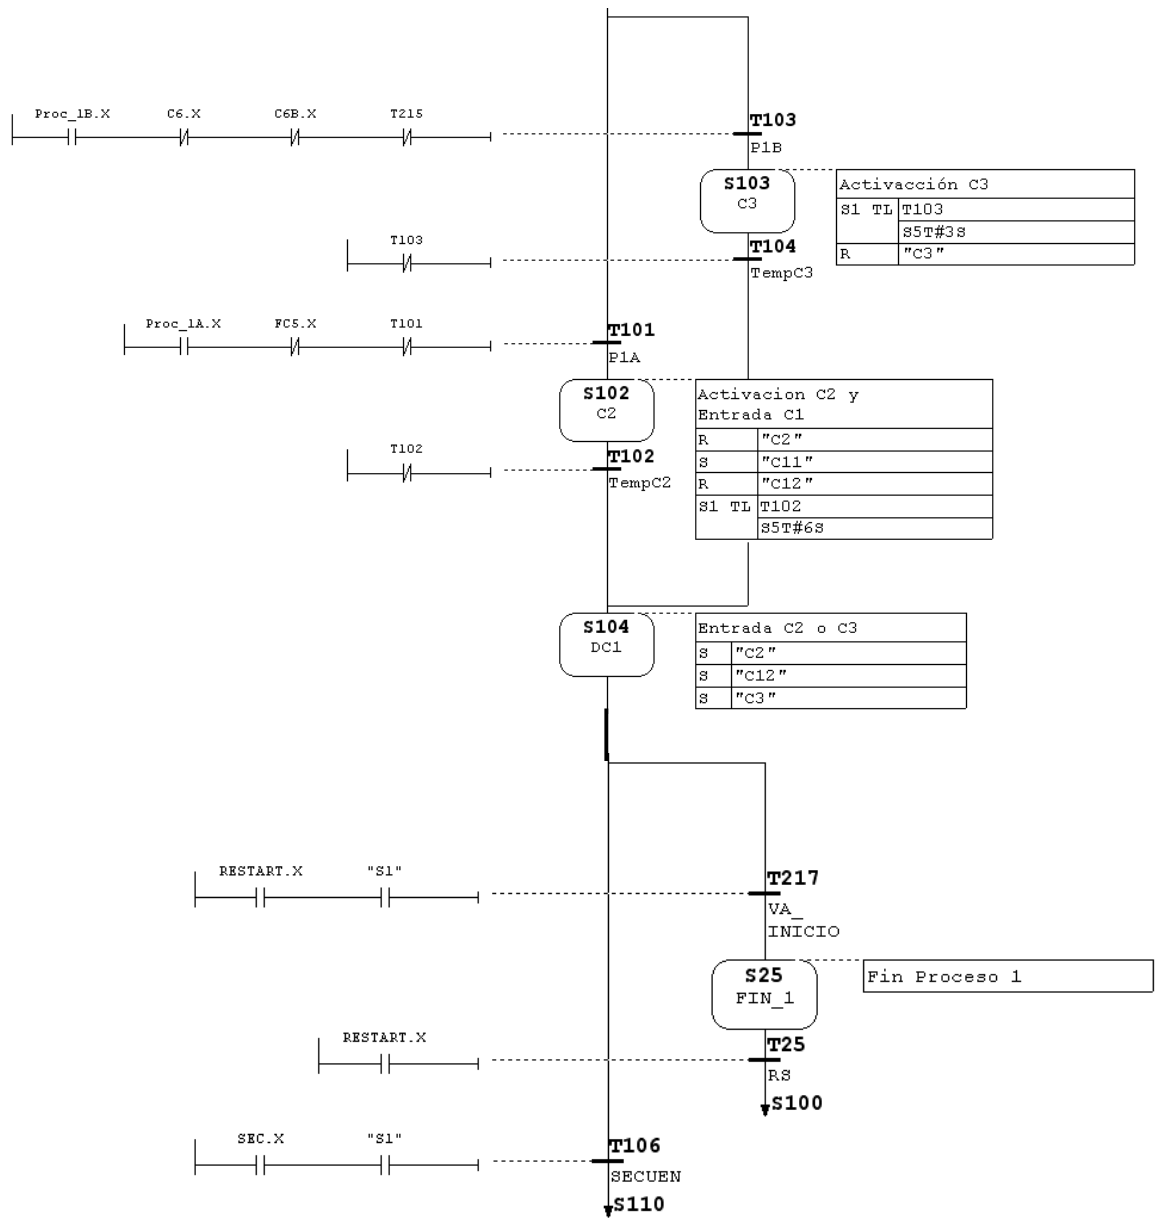 Proc_1B.X C6.X C6B.X T215
T103
P1B
S103
C3
Activacción C3
S1 TL T103
S5T#3S
R "C3"
T103
T104
TempC3
Proc_1A.X FC5.X T101
T101
P1A
S102
C2
Activacion C2 y
Entrada C1
R "C2"
S "C11"
R "C12"
S1 TL T102
S5T#6S
T102
T102
TempC2
S104
DC1
Entrada C2 o C3
S "C2"
S "C12"
S "C3"
RESTART.X "S1"
T217
VA_
INICIO
S25
FIN_1
Fin Proceso 1
RESTART.X
T25
RS
S100
SEC.X "S1"
T106
SECUEN
S110